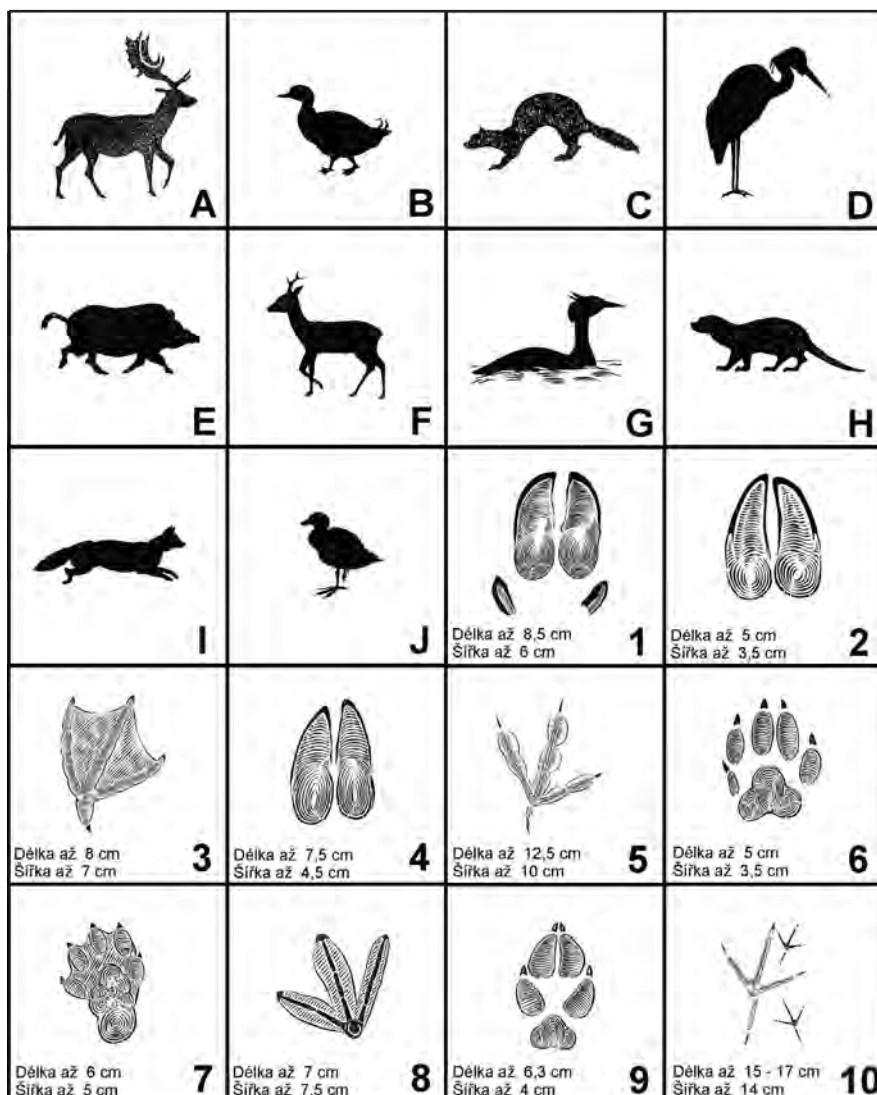 A
B
C
D
E
F
G
H
I
J
Délka až 8,5 cm
Šířka až 6 cm
1
Délka až 5 cm
Šířka až 3,5 cm
2
Délka až 8 cm
Šířka až 7 cm
3
Délka až 7,5 cm
Šířka až 4,5 cm
4
Délka až 12,5 cm
Šířka až 10 cm
5
Délka až 5 cm
Šířka až 3,5 cm
6
Délka až 6 cm
Šířka až 5 cm
7
Délka až 7 cm
Šířka až 7,5 cm
8
Délka až 6,3 cm
Šířka až 4 cm
9
Délka až 15 - 17 cm
Šířka až 14 cm
10